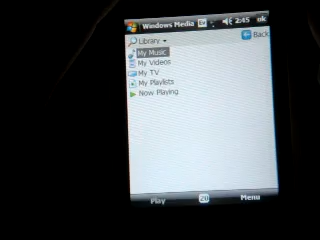 Windows Media 2:45 ok
Library Back
My Music
My Videos
My TV
My Playlists
Now Playing
Play Menu